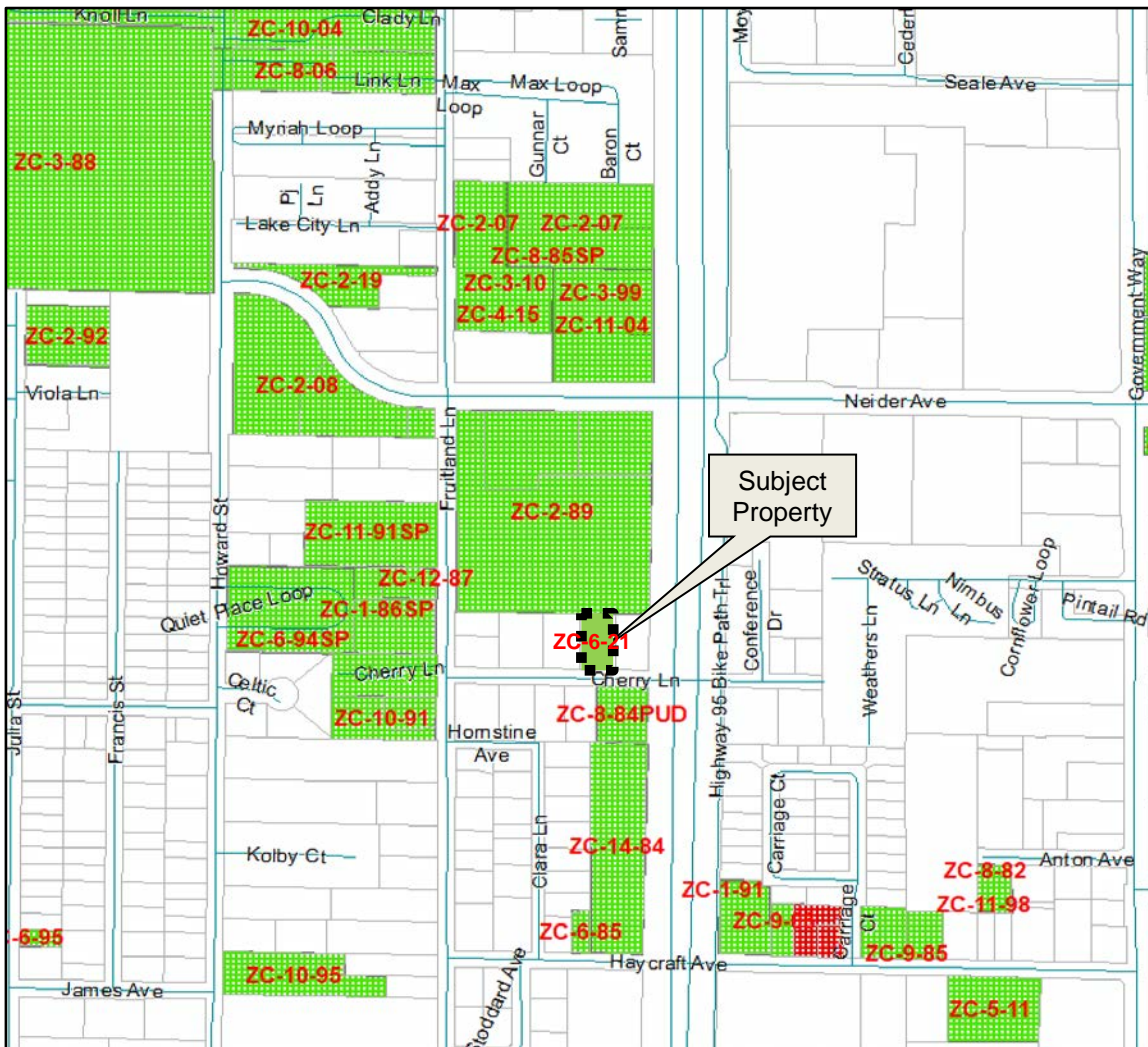 Knoll Ln
Clady Ln
ZC-10-04
ZC-8-06
Link Ln
Max
Loop
Max Loop
Moy
Seale Ave
Myriah Loop
Gunnar
Ct
Baron
Ct
ZC-3-88
Pj
Ln
Addy Ln
Lake City Ln
ZC-2-07
ZC-2-07
ZC-8-85SP
ZC-2-19
ZC-3-10
ZC-3-99
ZC-4-15
ZC-11-04
Government Way
ZC-2-92
ZC-2-08
Viola Ln
Neider Ave
Fruitland Ln
Subject
Property
Howard St
ZC-2-89
ZC-11-91SP
ZC-12-87
Quiet Place Loop
ZC-1-86SP
ZC-6-94SP
ZC-6-21
Highway 95 Bike Path Trl
Conference
Dr
Stratus Ln
Nimbus
Ln
Cornflower Loop
Pintail Rd
Weathers Ln
Cherry Ln
Cherry Ln
Celtic
Ct
ZC-10-91
ZC-8-84PUD
Julia St
Francis St
Hornstine
Ave
Clara Ln
Carriage Ct
ZC-14-84
Kolby Ct
Anton Ave
ZC-8-82
ZC-1-91
ZC-11-98
ZC-6-85
Carriage
Ct
ZC-9-85
Haycraft Ave
ZC-10-95
James Ave
Stoddard Ave
ZC-5-11